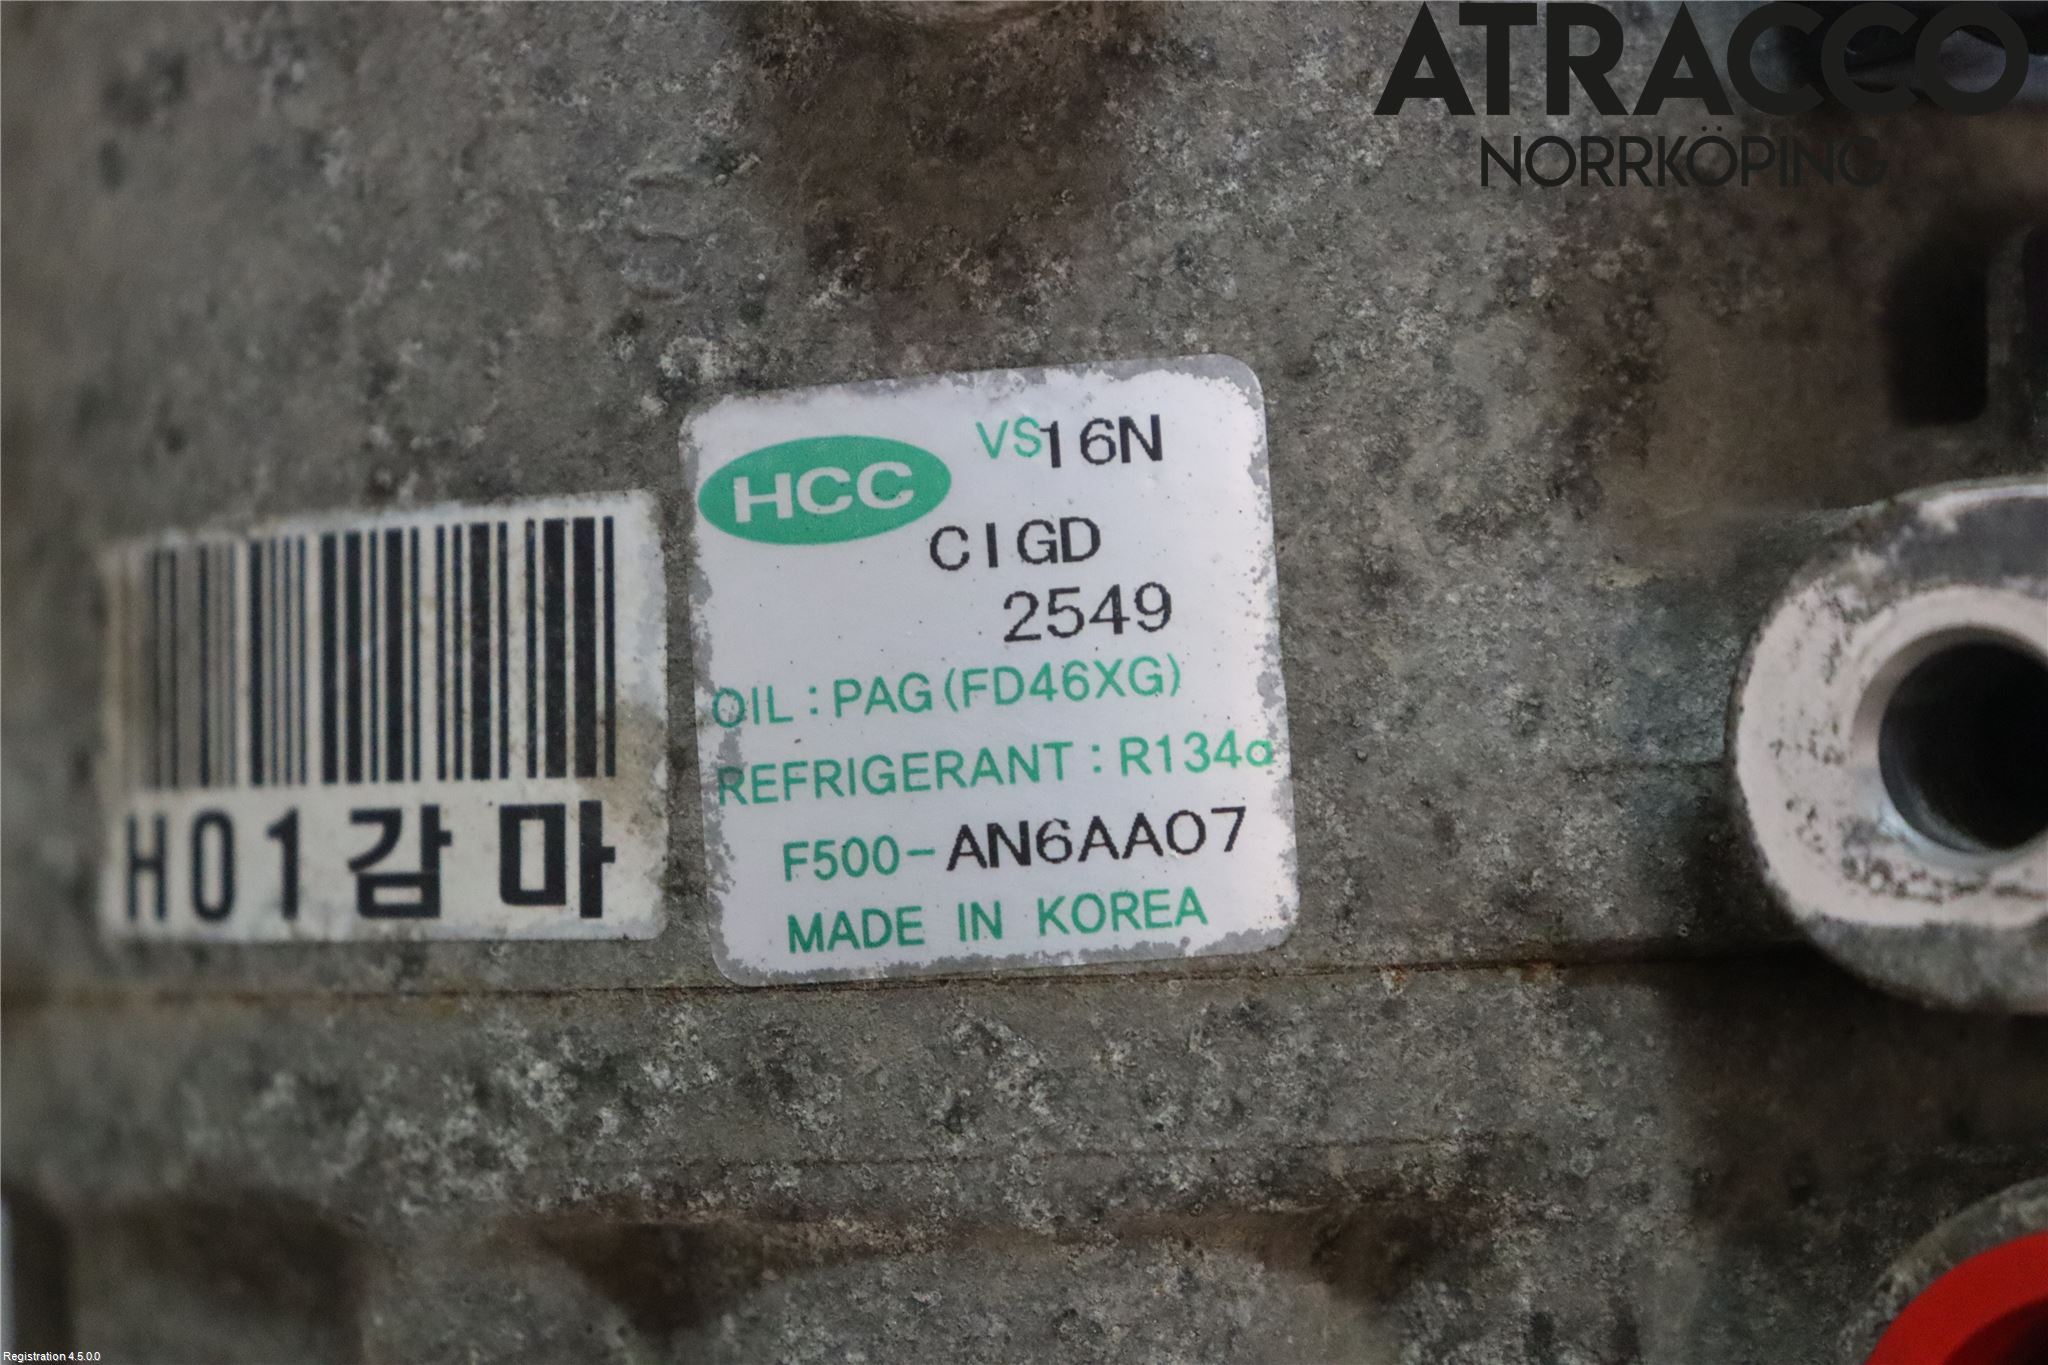 ATRACCO
NORRKÖPING
HCC
VS16N
CIGD
2549
OIL : PAG (FD46XG)
REFRIGERANT : R134a
F500-AN6AA07
MADE IN KOREA
H01감마
Registration 4.5.0.0